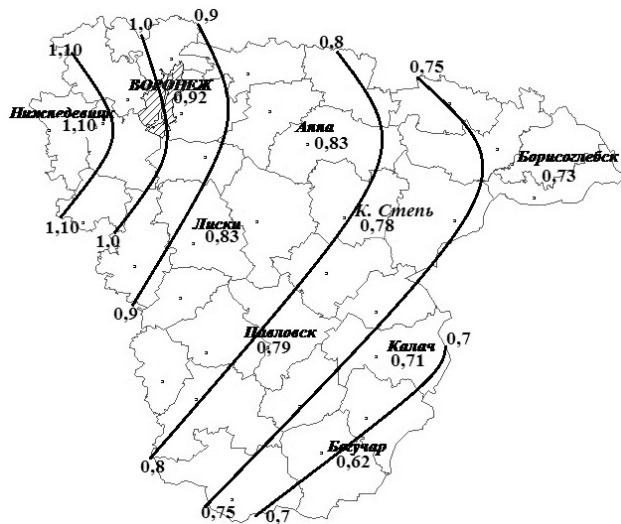 0,9
1,0
1,10
0,8
0,75
ВОРОНЕЖ
0,92
Нижнедевицк
1,10
Анна
0,83
Борисоглебск
0,73
К. Степь
0,78
Лиски
0,83
1,10
1,0
0,9
Павловск
0,79
Калач
0,71
0,7
Богучар
0,62
0,8
0,75
0,7